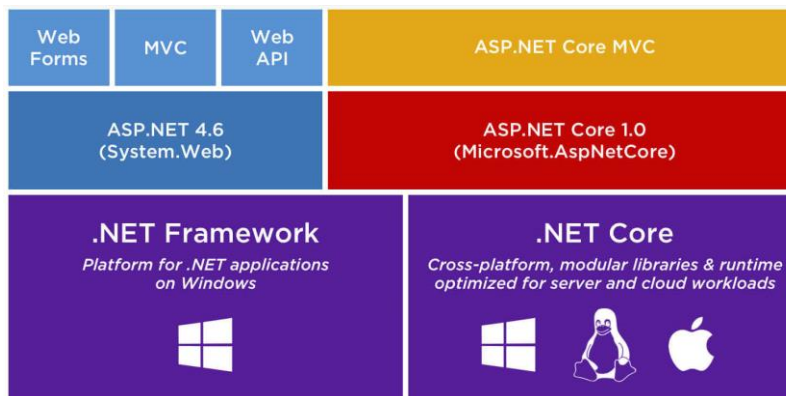 Web
Forms
MVC
Web
API
ASP.NET Core MVC
ASP.NET 4.6
(System.Web)
ASP.NET Core 1.0
(Microsoft.AspNetCore)
.NET Framework
Platform for .NET applications
on Windows
.NET Core
Cross-platform, modular libraries & runtime
optimized for server and cloud workloads